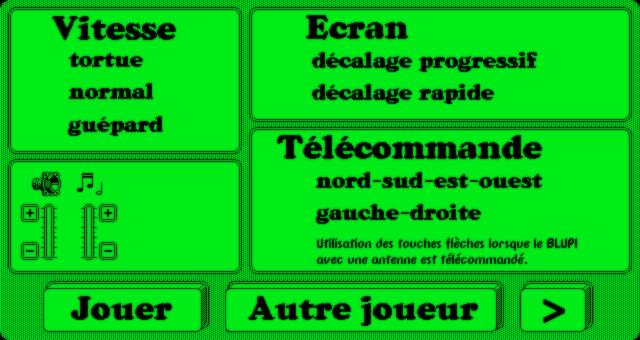 Vitesse
tortue
normal
guépard
Ecran
décalage progressif
décalage rapide
Télécommande
nord-sud-est-ouest
gauche-droite
Utilisation des touches flèches lorsque le BLUPI
avec une antenne est télécommandé.
+ +
- -
Jouer
Autre joueur
>